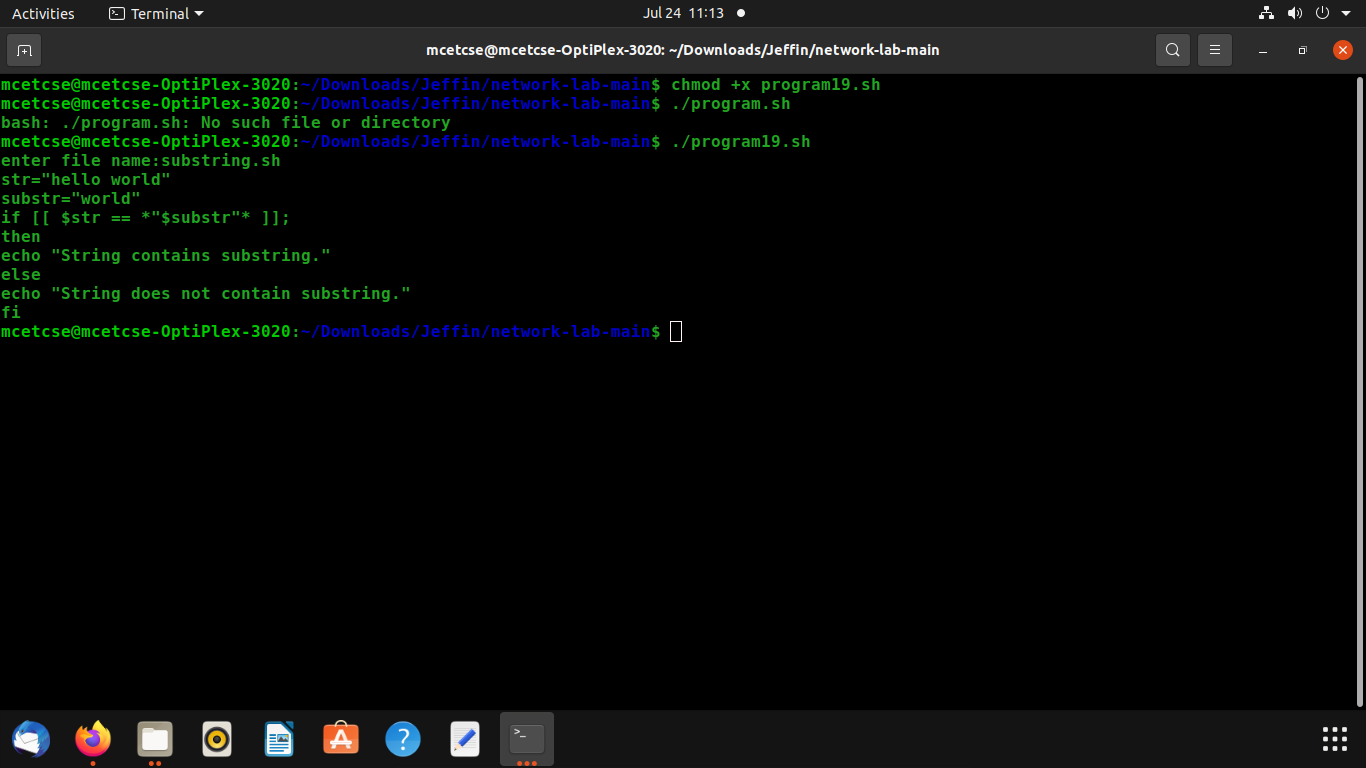 Activities Terminal Jul 24 11:13
mcetcse@mcetcse-OptiPlex-3020: ~/Downloads/Jeffin/network-lab-main
mcetcse@mcetcse-OptiPlex-3020:~/Downloads/Jeffin/network-lab-main$ chmod +x program19.sh
mcetcse@mcetcse-OptiPlex-3020:~/Downloads/Jeffin/network-lab-main$ ./program.sh
bash: ./program.sh: No such file or directory
mcetcse@mcetcse-OptiPlex-3020:~/Downloads/Jeffin/network-lab-main$ ./program19.sh
enter file name:substring.sh
str="hello world"
substr="world"
if [[ $str == *"$substr"* ]];
then
echo "String contains substring."
else
echo "String does not contain substring."
fi
mcetcse@mcetcse-OptiPlex-3020:~/Downloads/Jeffin/network-lab-main$